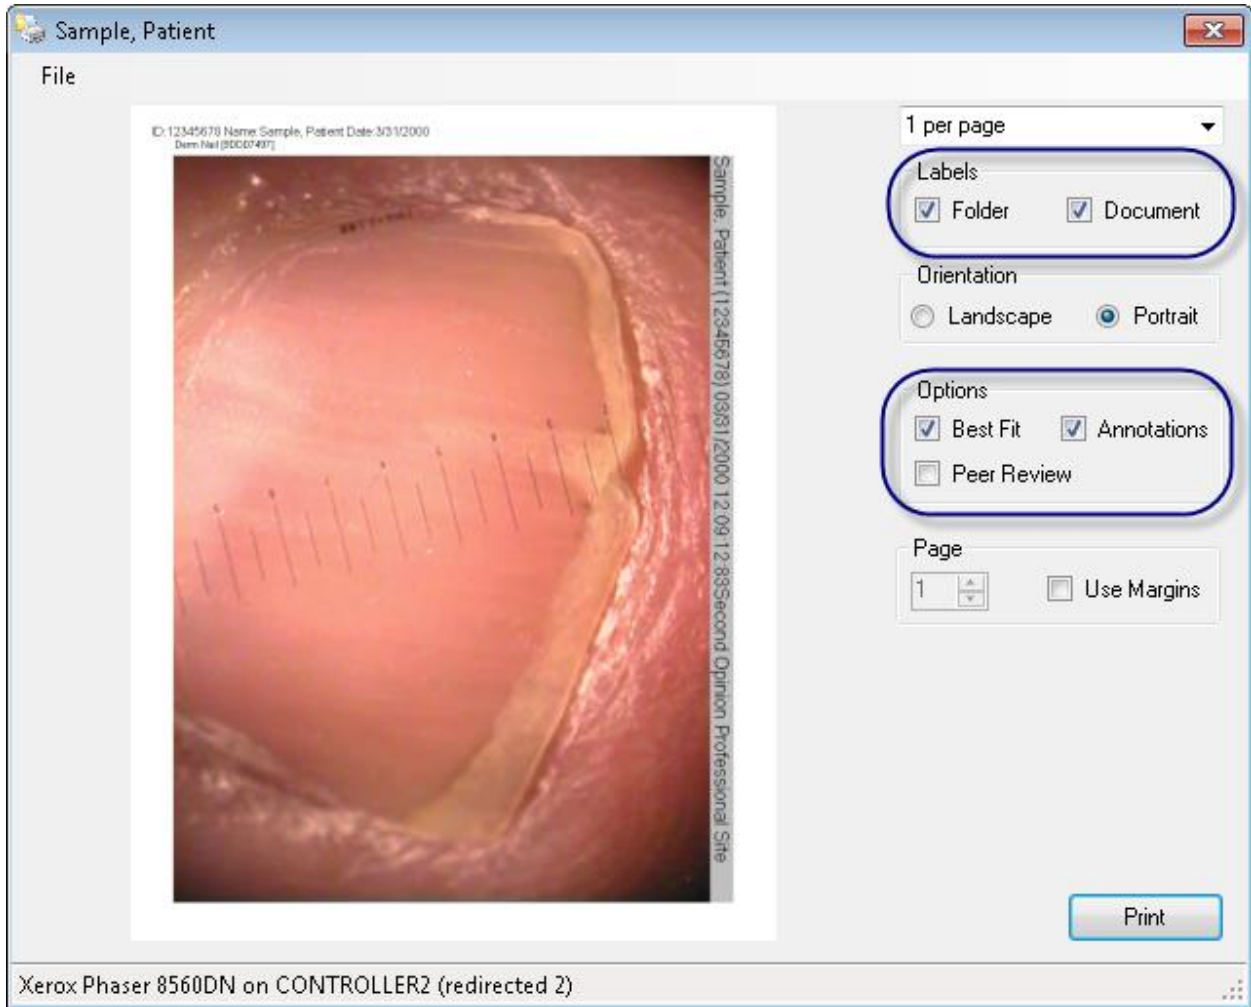 Sample, Patient
File
ID:12345678 Name:Sample, Patient Date:3/31/2000
1 per page
Labels
Folder Document
Orientation
Landscape Portrait
Options
Best Fit Annotations
Peer Review
Page
1 Use Margins
Sample, Patient (12345678) 03/31/2000 12:09:12:83Second Opinion Professional Site
Print
Xerox Phaser 8560DN on CONTROLLER2 (redirected 2)